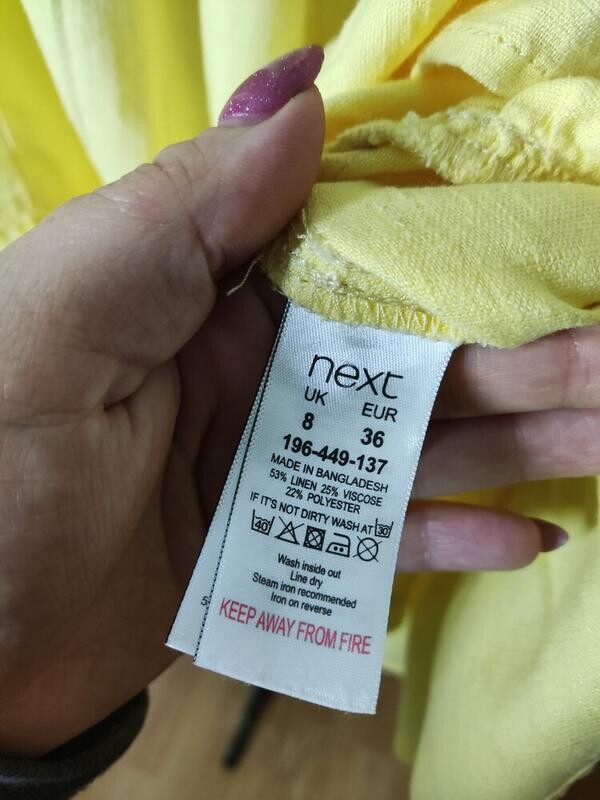 next
UK EUR
8 36
196-449-137
MADE IN BANGLADESH
53% LINEN 25% VISCOSE
22% POLYESTER
IF IT'S NOT DIRTY WASH AT 30
40
Wash inside out
Line dry
Steam iron recommended
Iron on reverse
KEEP AWAY FROM FIRE